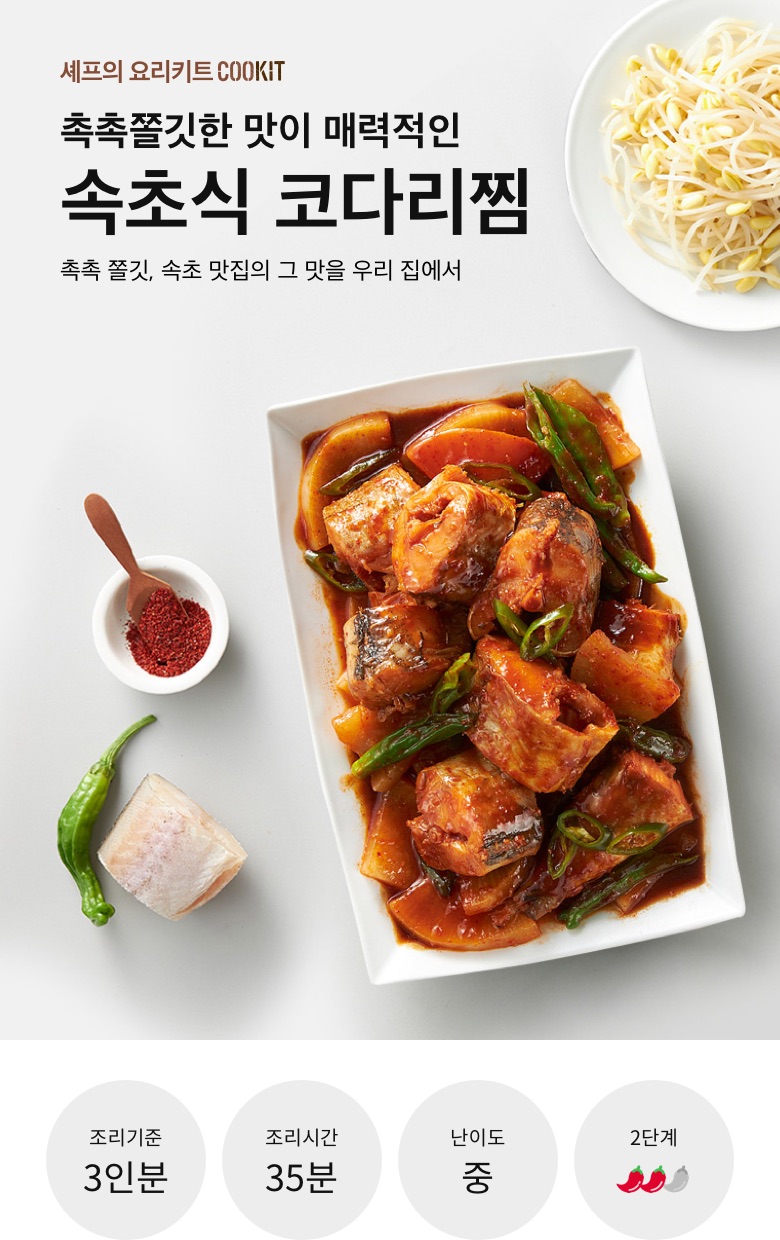 셰프의 요리키트 COOKIT
촉촉쫄깃한 맛이 매력적인
속초식 코다리찜
촉촉 쫄깃, 속초 맛집의 그 맛을 우리 집에서
조리기준
3인분
조리시간
35분
난이도
중
2단계